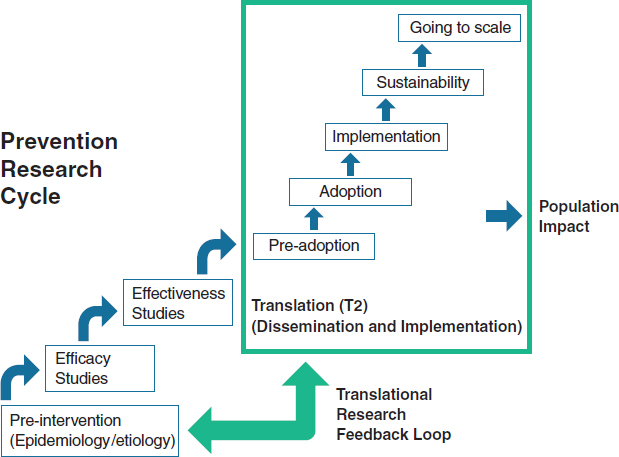 Going to scale
Sustainability
Implementation
Adoption
Pre-adoption
Prevention
Research
Cycle
Population
Impact
Effectiveness
Studies
Translation (T2)
(Dissemination and Implementation)
Efficacy
Studies
Pre-intervention
(Epidemiology/etiology)
Translational
Research
Feedback Loop